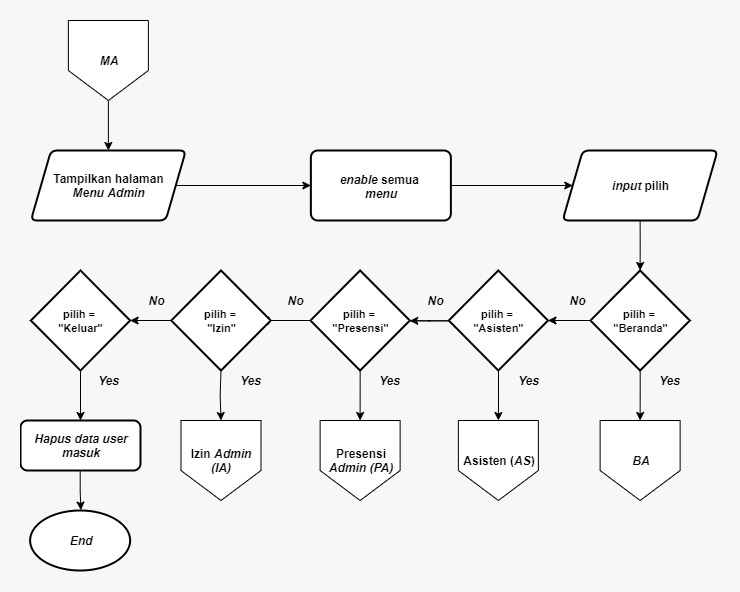 MA
Tampilkan halaman
Menu Admin
enable semua
menu
input pilih
pilih =
"Keluar"
No
pilih =
"Izin"
No
pilih =
"Presensi"
No
pilih =
"Asisten"
No
pilih =
"Beranda"
Yes
Yes
Yes
Yes
Yes
Hapus data user
masuk
Izin Admin
(IA)
Presensi
Admin (PA)
Asisten (AS)
BA
End